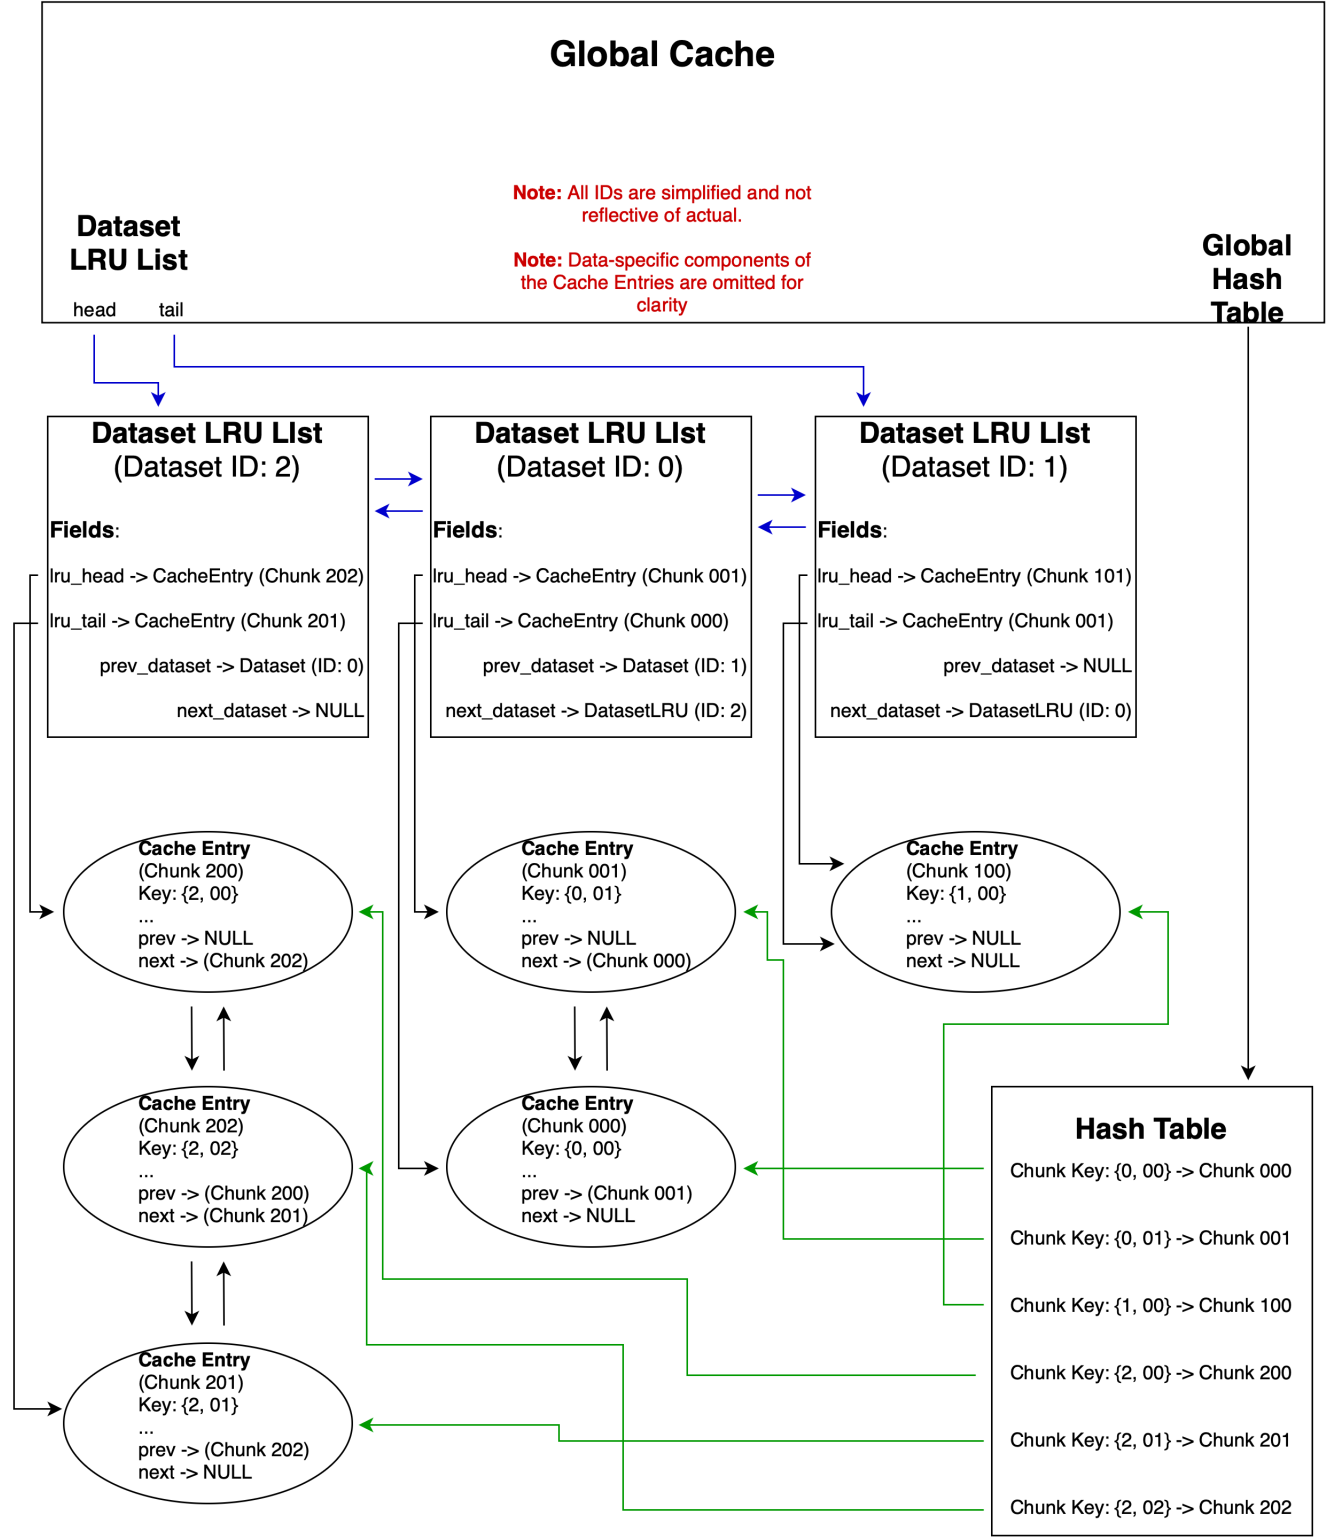 Global Cache
Note: All IDs are simplified and not
reflective of actual.
Note: Data-specific components of
the Cache Entries are omitted for
clarity
Dataset
LRU List
head
tail
Global
Hash
Table
Dataset LRU LIst
(Dataset ID: 2)
Fields:
lru_head -> CacheEntry (Chunk 202)
lru_tail -> CacheEntry (Chunk 201)
prev_dataset -> Dataset (ID: 0)
next_dataset -> NULL
Dataset LRU LIst
(Dataset ID: 0)
Fields:
lru_head -> CacheEntry (Chunk 001)
lru_tail -> CacheEntry (Chunk 000)
prev_dataset -> Dataset (ID: 1)
next_dataset -> DatasetLRU (ID: 2)
Dataset LRU LIst
(Dataset ID: 1)
Fields:
lru_head -> CacheEntry (Chunk 101)
lru_tail -> CacheEntry (Chunk 001)
prev_dataset -> NULL
next_dataset -> DatasetLRU (ID: 0)
Cache Entry
(Chunk 200)
Key: {2, 00}
...
prev -> NULL
next -> (Chunk 202)
Cache Entry
(Chunk 001)
Key: {0, 01}
...
prev -> NULL
next -> (Chunk 000)
Cache Entry
(Chunk 100)
Key: {1, 00}
...
prev -> NULL
next -> NULL
Cache Entry
(Chunk 202)
Key: {2, 02}
...
prev -> (Chunk 200)
next -> (Chunk 201)
Cache Entry
(Chunk 000)
Key: {0, 00}
...
prev -> (Chunk 001)
next -> NULL
Cache Entry
(Chunk 201)
Key: {2, 01}
...
prev -> (Chunk 202)
next -> NULL
Hash Table
Chunk Key: {0, 00} -> Chunk 000
Chunk Key: {0, 01} -> Chunk 001
Chunk Key: {1, 00} -> Chunk 100
Chunk Key: {2, 00} -> Chunk 200
Chunk Key: {2, 01} -> Chunk 201
Chunk Key: {2, 02} -> Chunk 202